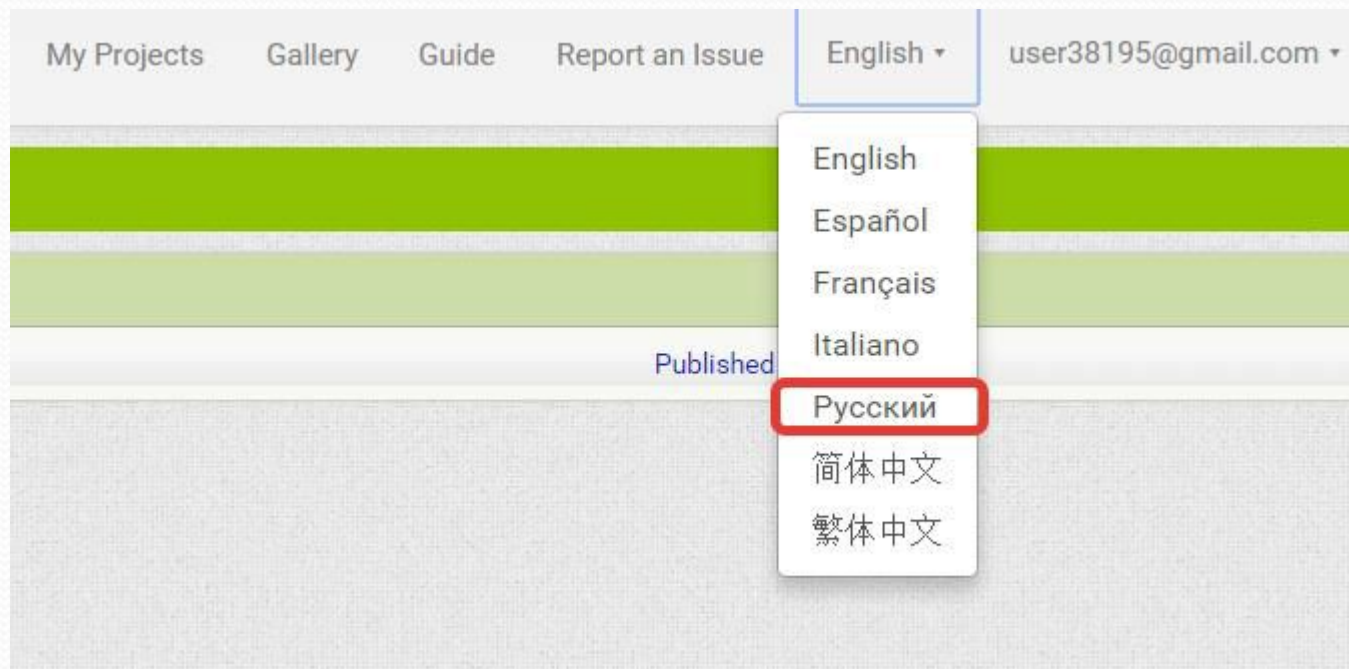 My Projects Gallery Guide Report an Issue English ▾ user38195@gmail.com ▾
English
Español
Français
Italiano
Published
Русский
简体中文
繁体中文